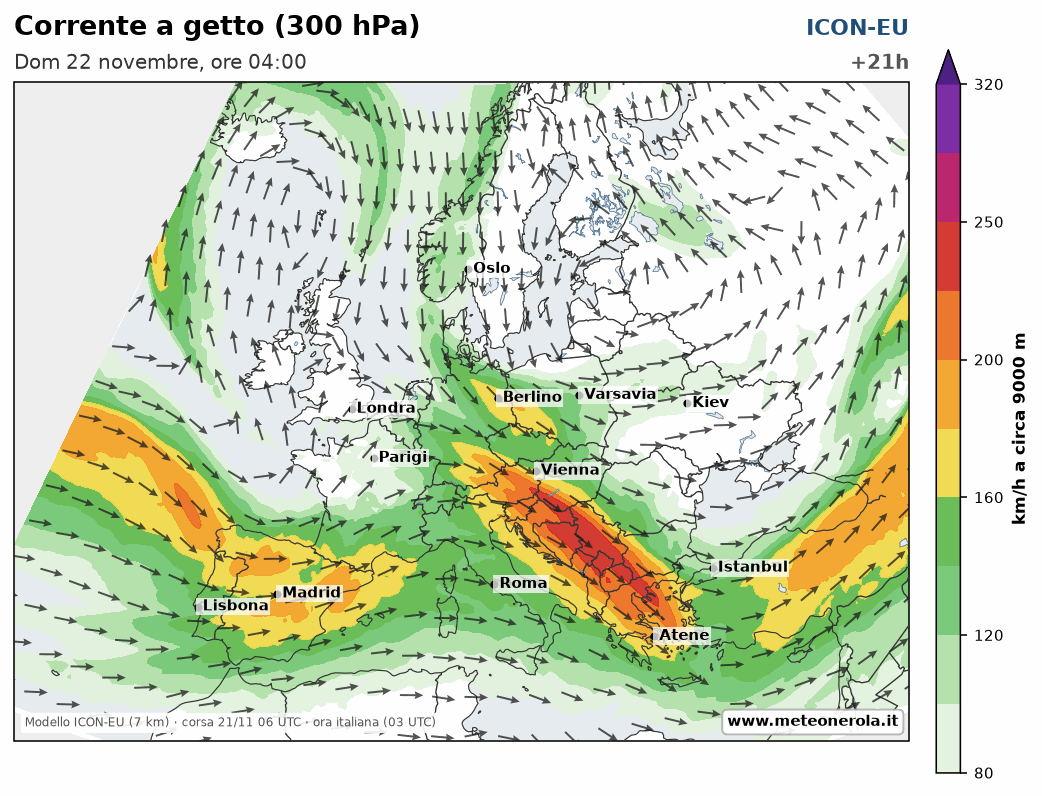 Corrente a getto (300 hPa)
ICON-EU
Dom 22 novembre, ore 04:00
+21h
320
250
200
160
120
80
km/h a circa 9000 m
Oslo
Berlino
Varsavia
Kiev
Londra
Parigi
Vienna
Istanbul
Roma
Madrid
Lisbona
Atene
Modello ICON-EU (7 km) · corsa 21/11 06 UTC · ora italiana (03 UTC)
www.meteonerola.it